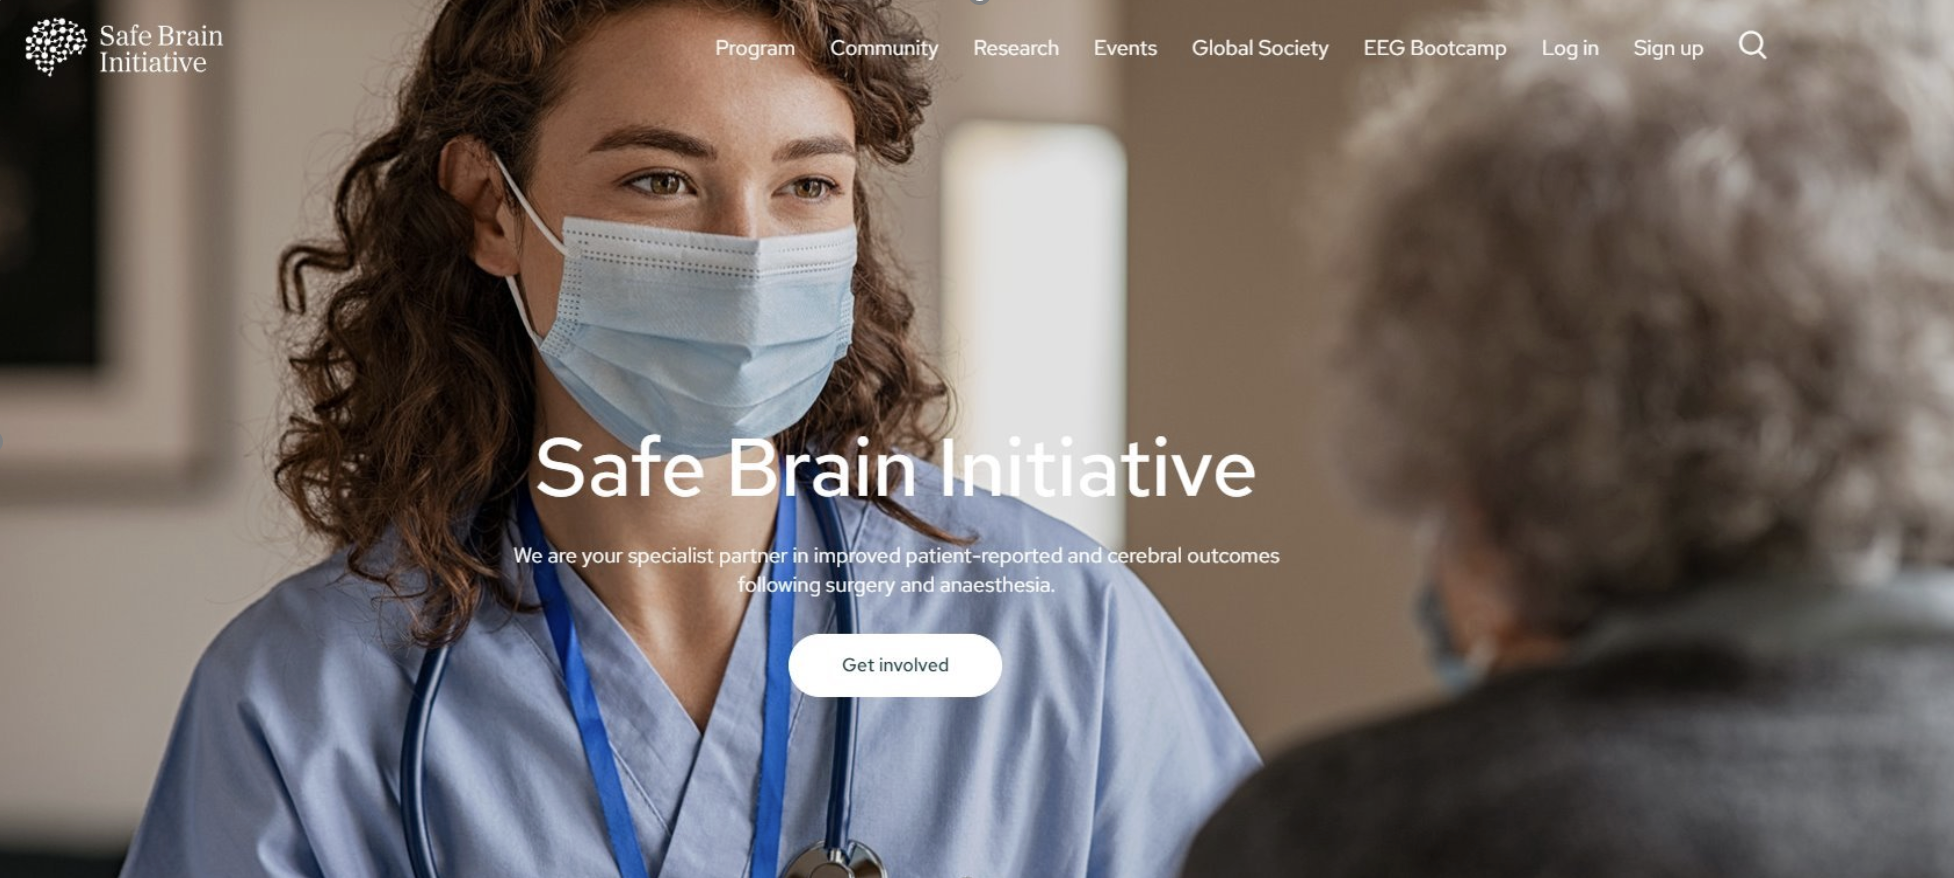 Safe Brain
Initiative
Program Community Research Events Global Society EEG Bootcamp Log in Sign up
Safe Brain Initiative
We are your specialist partner in improved patient-reported and cerebral outcomes
following surgery and anaesthesia.
Get involved